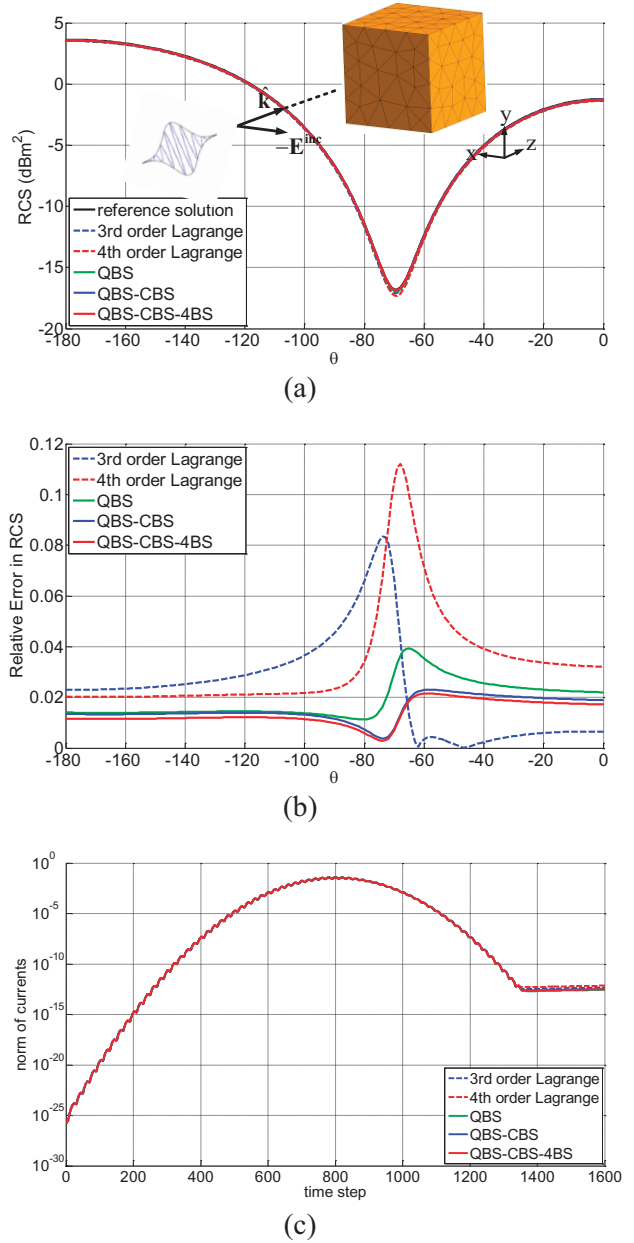 5
0
-5
-10
-15
-20
RCS (dBm²)
k̂
−E^inc
y
x
z
reference solution
3rd order Lagrange
4th order Lagrange
QBS
QBS-CBS
QBS-CBS-4BS
-180 -160 -140 -120 -100 -80 -60 -40 -20 0
θ
(a)
0.12
0.1
0.08
0.06
0.04
0.02
0
Relative Error in RCS
3rd order Lagrange
4th order Lagrange
QBS
QBS-CBS
QBS-CBS-4BS
-180 -160 -140 -120 -100 -80 -60 -40 -20 0
θ
(b)
10^0
10^-5
10^-10
10^-15
10^-20
10^-25
10^-30
norm of currents
3rd order Lagrange
4th order Lagrange
QBS
QBS-CBS
QBS-CBS-4BS
0 200 400 600 800 1000 1200 1400 1600
time step
(c)